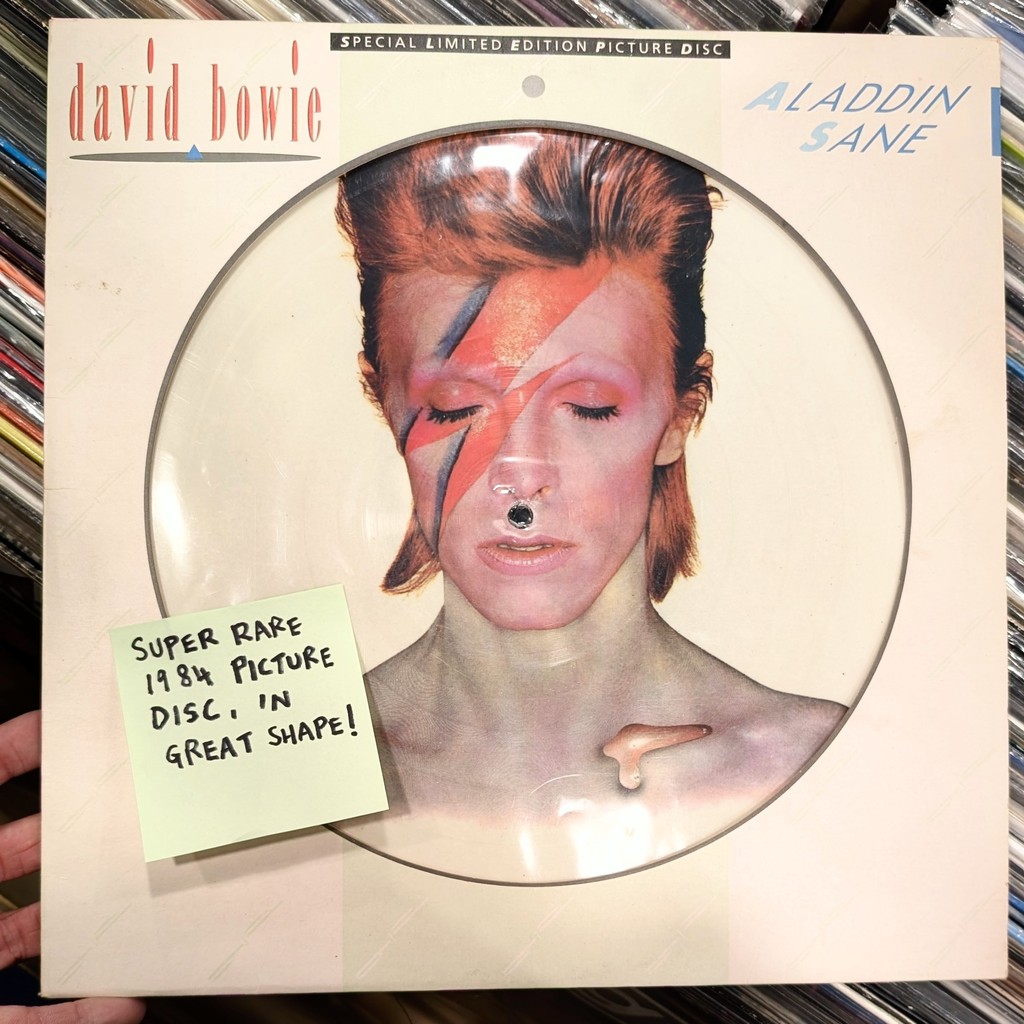 SPECIAL LIMITED EDITION PICTURE DISC
david bowie
ALADDIN
SANE
SUPER RARE
1984 PICTURE
DISC. IN
GREAT SHAPE!